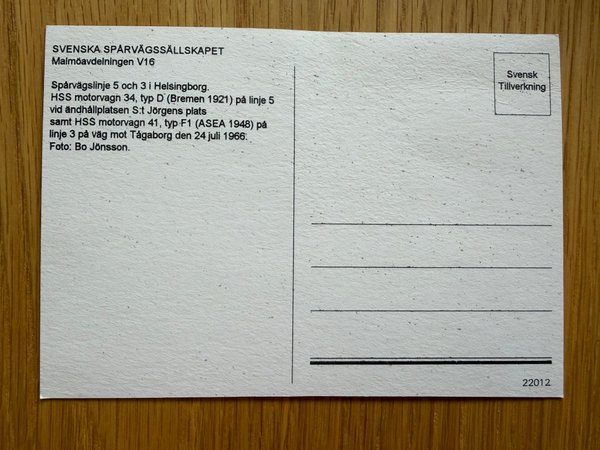 SVENSKA SPÅRVÄGSSÄLLSKAPET
Malmöavdelningen V16
Spårvägslinje 5 och 3 i Helsingborg.
HSS motorvagn 34, typ D (Bremen 1921) på linje 5
vid ändhållplatsen S:t Jörgens plats
samt HSS motorvagn 41, typ F1 (ASEA 1948) på
linje 3 på väg mot Tågaborg den 24 juli 1966.
Foto: Bo Jönsson.
Svensk
Tillverkning
22012